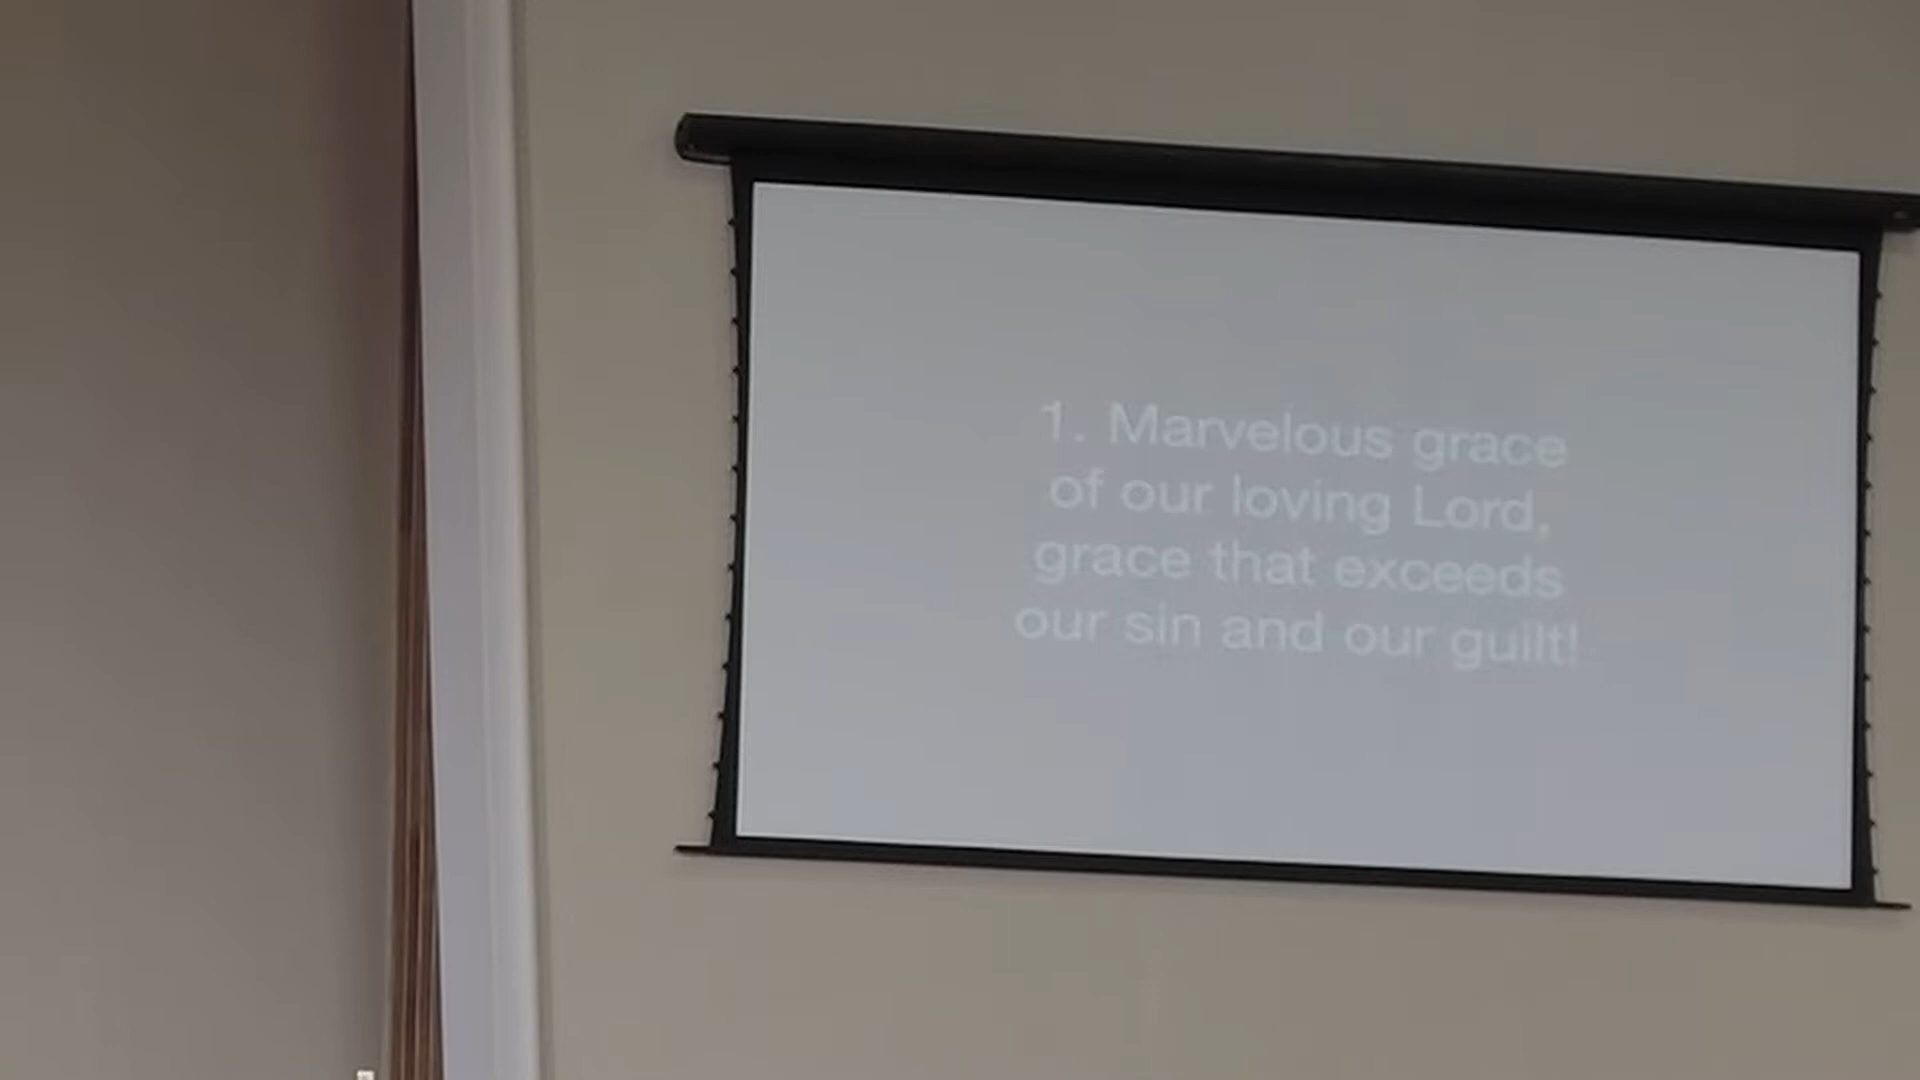 1. Marvelous grace
of our loving Lord,
grace that exceeds
our sin and our guilt!